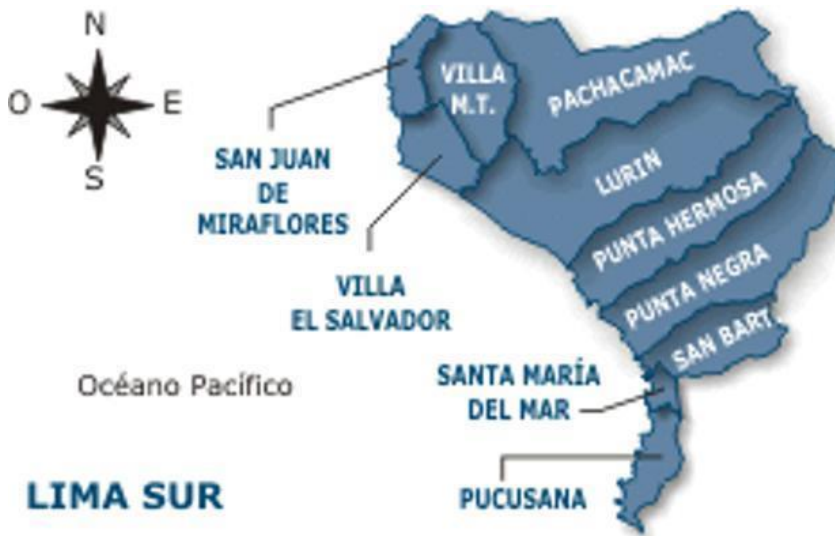 N
O
E
S
VILLA
M.T.
PACHACAMAC
SAN JUAN
DE
MIRAFLORES
LURIN
PUNTA HERMOSA
VILLA
EL SALVADOR
PUNTA NEGRA
SAN BART.
SANTA MARÍA
DEL MAR
Océano Pacífico
LIMA SUR
PUCUSANA